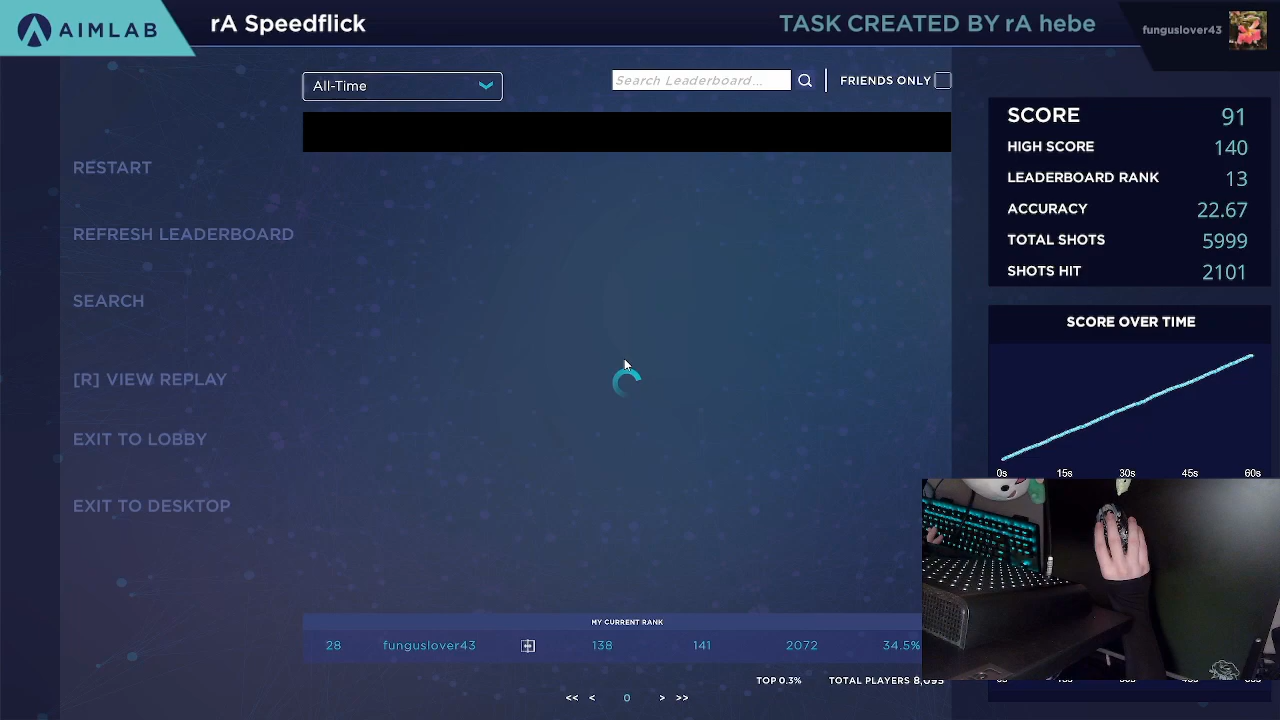 AIMLAB
rA Speedflick
TASK CREATED BY rA hebe
funguslover43
All-Time
Search Leaderboard...
FRIENDS ONLY
RESTART
REFRESH LEADERBOARD
SEARCH
[R] VIEW REPLAY
EXIT TO LOBBY
EXIT TO DESKTOP
SCORE 91
HIGH SCORE 140
LEADERBOARD RANK 13
ACCURACY 22.67
TOTAL SHOTS 5999
SHOTS HIT 2101
SCORE OVER TIME
0s 15s 30s 45s 60s
MY CURRENT RANK
28 funguslover43 138 141 2072 34.5%
TOP 0.3% TOTAL PLAYERS
<< < 0 > >>